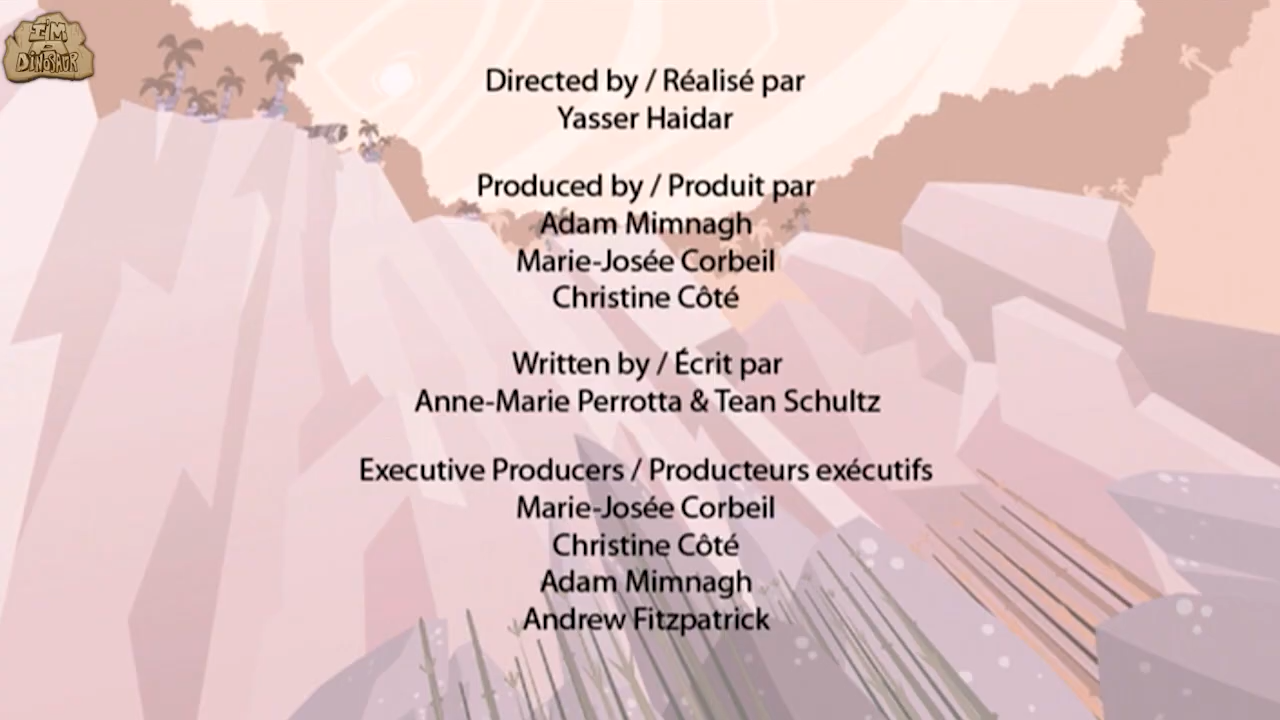 I'M
A
DINOSAUR
Directed by / Réalisé par
Yasser Haidar
Produced by / Produit par
Adam Mimnagh
Marie-Josée Corbeil
Christine Côté
Written by / Écrit par
Anne-Marie Perrotta & Tean Schultz
Executive Producers / Producteurs exécutifs
Marie-Josée Corbeil
Christine Côté
Adam Mimnagh
Andrew Fitzpatrick